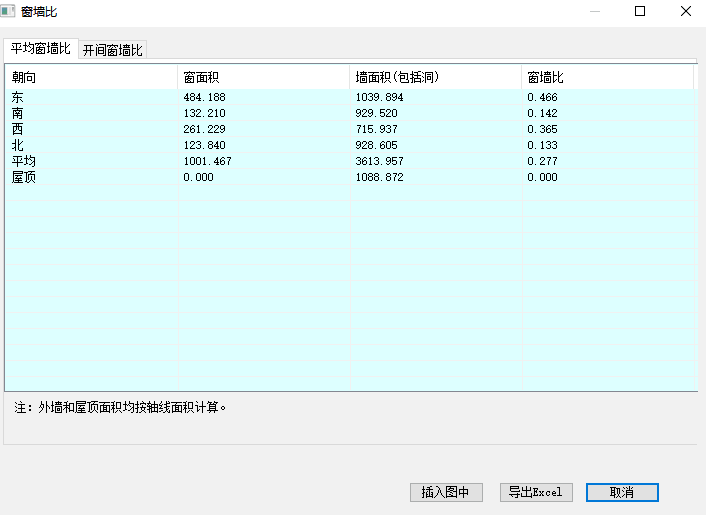 窗墙比
平均窗墙比 开间窗墙比
朝向 窗面积 墙面积(包括洞) 窗墙比
东 484.188 1039.894 0.466
南 132.210 929.520 0.142
西 261.229 715.937 0.365
北 123.840 928.605 0.133
平均 1001.467 3613.957 0.277
屋顶 0.000 1088.872 0.000
注：外墙和屋顶面积均按轴线面积计算。
插入图中 导出Excel 取消